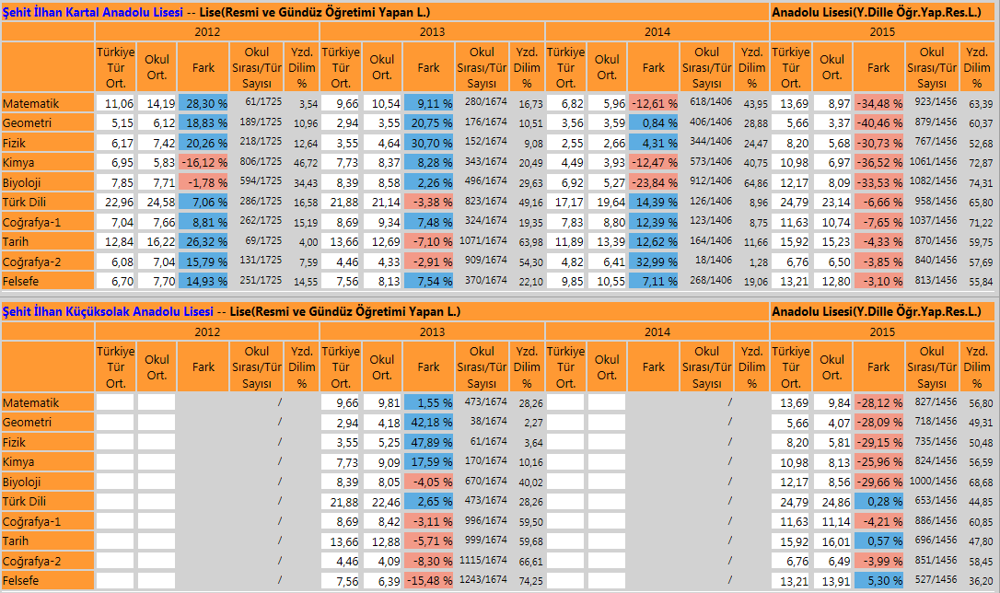 Şehit İlhan Kartal Anadolu Lisesi -- Lise(Resmi ve Gündüz Öğretimi Yapan L.) Anadolu Lisesi(Y.Dille Öğr.Yap.Res.L.)
2012 2013 2014 2015
Türkiye Tür Ort. Okul Ort. Fark Okul Sırası/Tür Sayısı Yzd. Dilim % Türkiye Tür Ort. Okul Ort. Fark Okul Sırası/Tür Sayısı Yzd. Dilim % Türkiye Tür Ort. Okul Ort. Fark Okul Sırası/Tür Sayısı Yzd. Dilim % Türkiye Tür Ort. Okul Ort. Fark Okul Sırası/Tür Sayısı Yzd. Dilim %
Matematik 11,06 14,19 28,30 % 61/1725 3,54 9,66 10,54 9,11 % 280/1674 16,73 6,82 5,96 -12,61 % 618/1406 43,95 13,69 8,97 -34,48 % 923/1456 63,39
Geometri 5,15 6,12 18,83 % 189/1725 10,96 2,94 3,55 20,75 % 176/1674 10,51 3,56 3,59 0,84 % 406/1406 28,88 5,66 3,37 -40,46 % 879/1456 60,37
Fizik 6,17 7,42 20,26 % 218/1725 12,64 3,55 4,64 30,70 % 152/1674 9,08 2,55 2,66 4,31 % 344/1406 24,47 8,20 5,68 -30,73 % 767/1456 52,68
Kimya 6,95 5,83 -16,12 % 806/1725 46,72 7,73 8,37 8,28 % 343/1674 20,49 4,49 3,93 -12,47 % 573/1406 40,75 10,98 6,97 -36,52 % 1061/1456 72,87
Biyoloji 7,85 7,71 -1,78 % 594/1725 34,43 8,39 8,58 2,26 % 496/1674 29,63 6,92 5,27 -23,84 % 912/1406 64,86 12,17 8,09 -33,53 % 1082/1456 74,31
Türk Dili 22,96 24,58 7,06 % 286/1725 16,58 21,88 21,14 -3,38 % 823/1674 49,16 17,17 19,64 14,39 % 126/1406 8,96 24,79 23,14 -6,66 % 958/1456 65,80
Coğrafya-1 7,04 7,66 8,81 % 262/1725 15,19 8,69 9,34 7,48 % 324/1674 19,35 7,83 8,80 12,39 % 123/1406 8,75 11,63 10,74 -7,65 % 1037/1456 71,22
Tarih 12,84 16,22 26,32 % 69/1725 4,00 13,66 12,69 -7,10 % 1071/1674 63,98 11,89 13,39 12,62 % 164/1406 11,66 15,92 15,23 -4,33 % 870/1456 59,75
Coğrafya-2 6,08 7,04 15,79 % 131/1725 7,59 4,46 4,33 -2,91 % 909/1674 54,30 4,82 6,41 32,99 % 18/1406 1,28 6,76 6,50 -3,85 % 840/1456 57,69
Felsefe 6,70 7,70 14,93 % 251/1725 14,55 7,56 8,13 7,54 % 370/1674 22,10 9,85 10,55 7,11 % 268/1406 19,06 13,21 12,80 -3,10 % 813/1456 55,84
Şehit İlhan Küçüksolak Anadolu Lisesi -- Lise(Resmi ve Gündüz Öğretimi Yapan L.) Anadolu Lisesi(Y.Dille Öğr.Yap.Res.L.)
2012 2013 2014 2015
Türkiye Tür Ort. Okul Ort. Fark Okul Sırası/Tür Sayısı Yzd. Dilim % Türkiye Tür Ort. Okul Ort. Fark Okul Sırası/Tür Sayısı Yzd. Dilim % Türkiye Tür Ort. Okul Ort. Fark Okul Sırası/Tür Sayısı Yzd. Dilim % Türkiye Tür Ort. Okul Ort. Fark Okul Sırası/Tür Sayısı Yzd. Dilim %
Matematik / 9,66 9,81 1,55 % 473/1674 28,26 / 13,69 9,84 -28,12 % 827/1456 56,80
Geometri / 2,94 4,18 42,18 % 38/1674 2,27 / 5,66 4,07 -28,09 % 718/1456 49,31
Fizik / 3,55 5,25 47,89 % 61/1674 3,64 / 8,20 5,81 -29,15 % 735/1456 50,48
Kimya / 7,73 9,09 17,59 % 170/1674 10,16 / 10,98 8,13 -25,96 % 824/1456 56,59
Biyoloji / 8,39 8,05 -4,05 % 670/1674 40,02 / 12,17 8,56 -29,66 % 1000/1456 68,68
Türk Dili / 21,88 22,46 2,65 % 473/1674 28,26 / 24,79 24,86 0,28 % 653/1456 44,85
Coğrafya-1 / 8,69 8,42 -3,11 % 996/1674 59,50 / 11,63 11,14 -4,21 % 886/1456 60,85
Tarih / 13,66 12,88 -5,71 % 999/1674 59,68 / 15,92 16,01 0,57 % 696/1456 47,80
Coğrafya-2 / 4,46 4,09 -8,30 % 1115/1674 66,61 / 6,76 6,49 -3,99 % 851/1456 58,45
Felsefe / 7,56 6,39 -15,48 % 1243/1674 74,25 / 13,21 13,91 5,30 % 527/1456 36,20